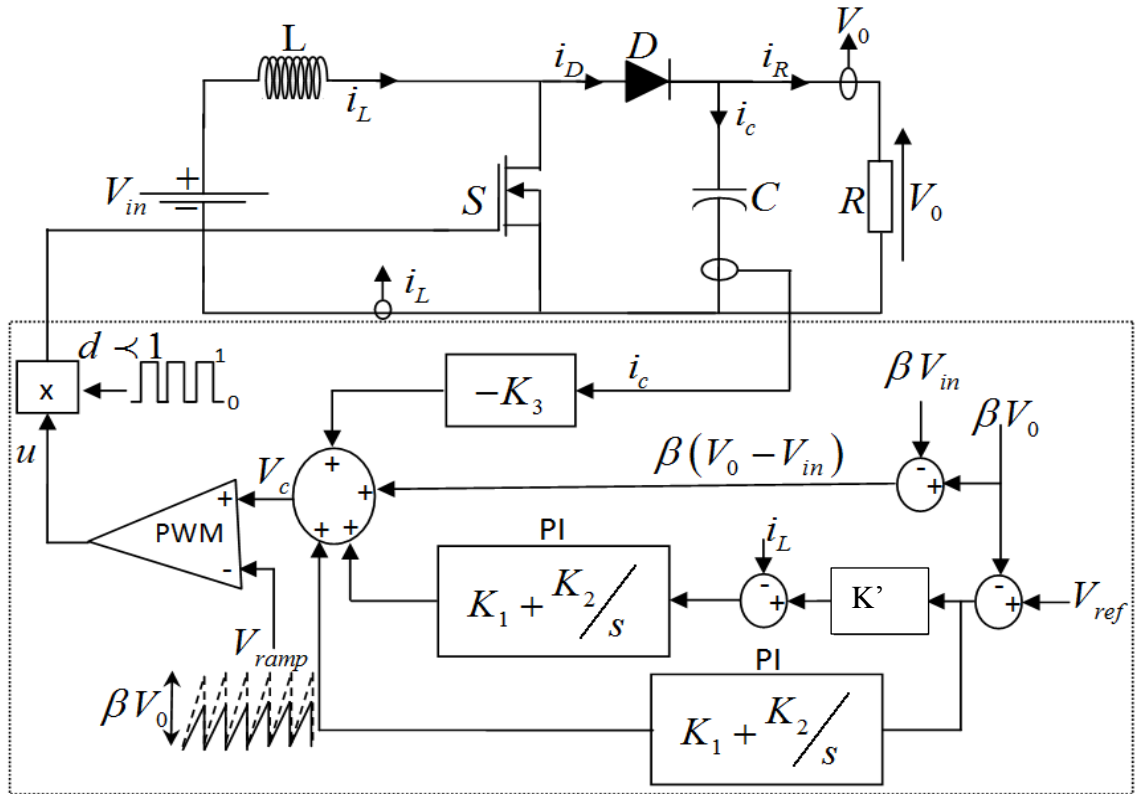 V_0
L
i_D
D
i_R
i_L
i_c
V_in
+
−
S
C
R
V_0
i_L
d ≺ 1
1
0
x
−K_3
i_c
βV_in
βV_0
u
V_c
+
+
+
+
β(V_0 − V_in)
-
+
PWM
+
-
PI
K_1 + K_2/s
i_L
-
+
K'
-
+
V_ref
V_ramp
βV_0
PI
K_1 + K_2/s